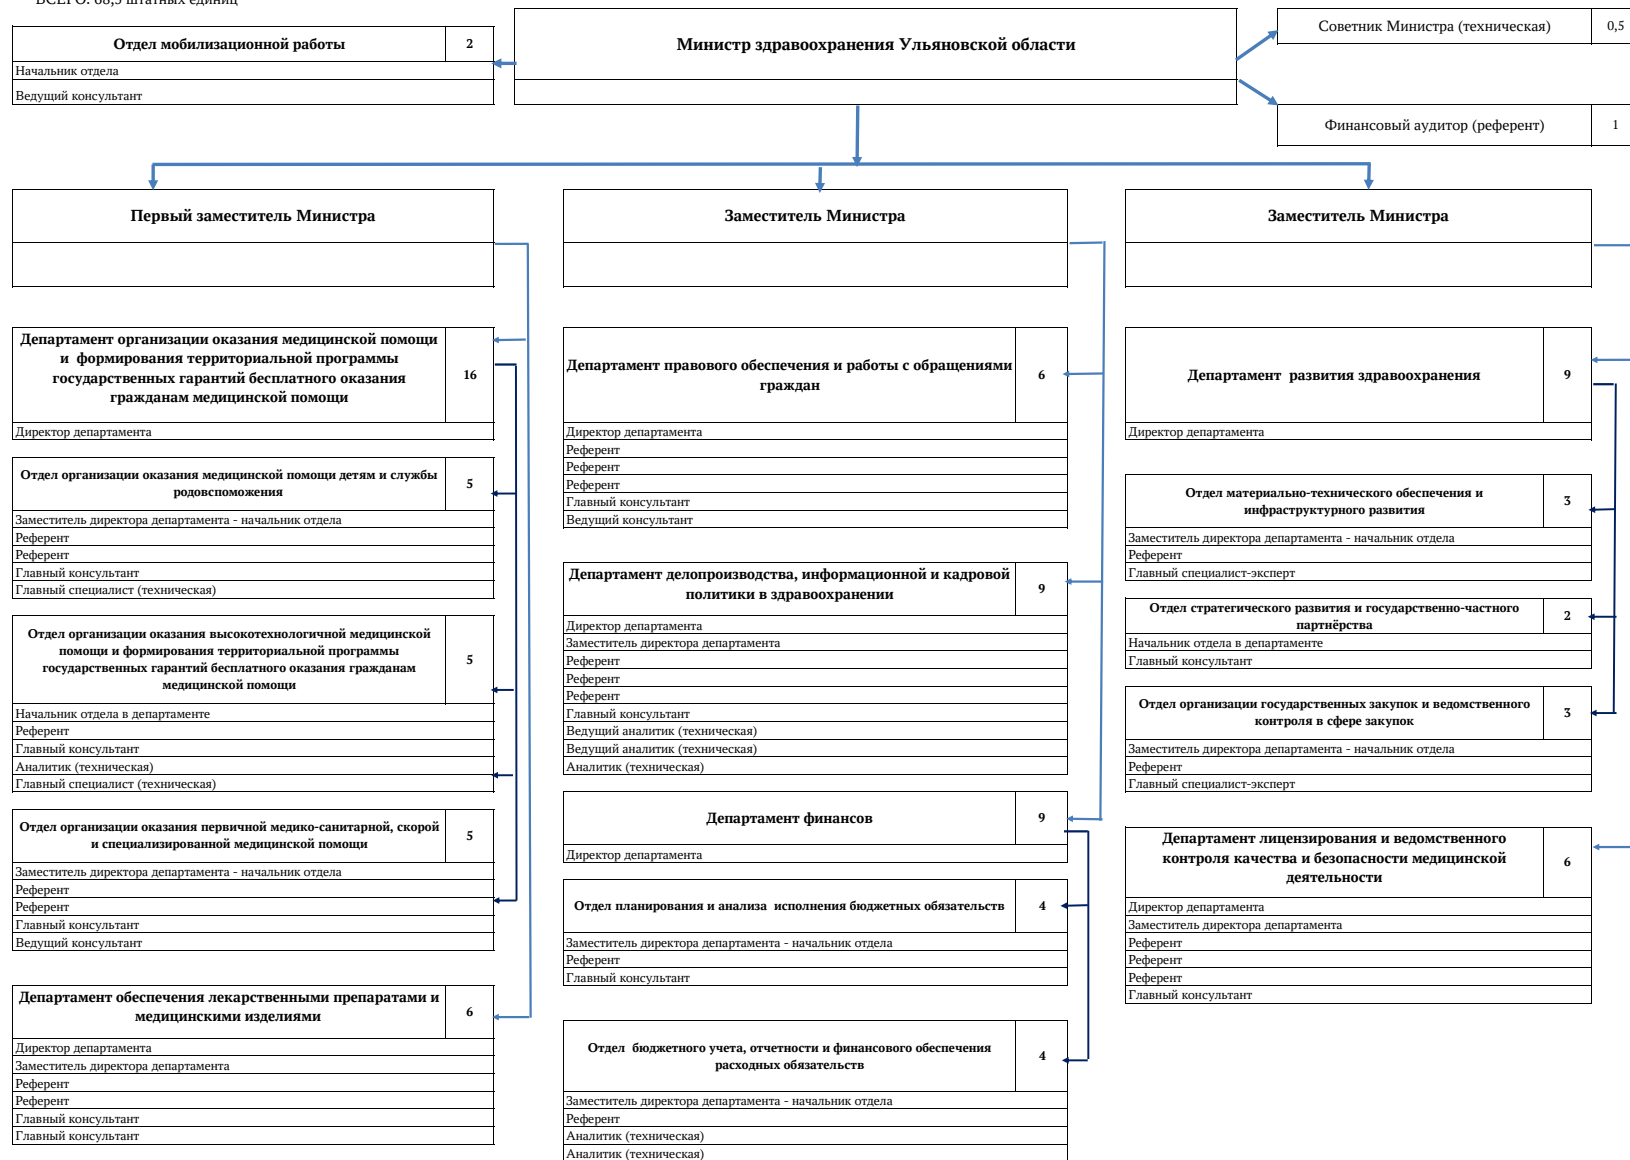 ВСЕГО: 68,5 штатных единиц
Отдел мобилизационной работы
2
Начальник отдела
Ведущий консультант
Министр здравоохранения Ульяновской области
Советник Министра (техническая)
0,5
Финансовый аудитор (референт)
1
Первый заместитель Министра
Департамент организации оказания медицинской помощи
и формирования территориальной программы
государственных гарантий бесплатного оказания
гражданам медицинской помощи
16
Директор департамента
Отдел организации оказания медицинской помощи детям и службы
родовспоможения
5
Заместитель директора департамента - начальник отдела
Референт
Референт
Главный консультант
Главный специалист (техническая)
Отдел организации оказания высокотехнологичной медицинской
помощи и формирования территориальной программы
государственных гарантий бесплатного оказания гражданам
медицинской помощи
5
Начальник отдела в департаменте
Референт
Главный консультант
Аналитик (техническая)
Главный специалист (техническая)
Отдел организации оказания первичной медико-санитарной, скорой
и специализированной медицинской помощи
5
Заместитель директора департамента - начальник отдела
Референт
Референт
Главный консультант
Ведущий консультант
Департамент обеспечения лекарственными препаратами и
медицинскими изделиями
6
Директор департамента
Заместитель директора департамента
Референт
Референт
Главный консультант
Главный консультант
Заместитель Министра
Департамент правового обеспечения и работы с обращениями
граждан
6
Директор департамента
Референт
Референт
Референт
Главный консультант
Ведущий консультант
Департамент делопроизводства, информационной и кадровой
политики в здравоохранении
9
Директор департамента
Заместитель директора департамента
Референт
Референт
Референт
Главный консультант
Ведущий аналитик (техническая)
Ведущий аналитик (техническая)
Аналитик (техническая)
Департамент финансов
9
Директор департамента
Отдел планирования и анализа исполнения бюджетных обязательств
4
Заместитель директора департамента - начальник отдела
Референт
Главный консультант
Отдел бюджетного учета, отчетности и финансового обеспечения
расходных обязательств
4
Заместитель директора департамента - начальник отдела
Референт
Аналитик (техническая)
Аналитик (техническая)
Заместитель Министра
Департамент развития здравоохранения
9
Директор департамента
Отдел материально-технического обеспечения и
инфраструктурного развития
3
Заместитель директора департамента - начальник отдела
Референт
Главный специалист-эксперт
Отдел стратегического развития и государственно-частного
партнёрства
2
Начальник отдела в департаменте
Главный консультант
Отдел организации государственных закупок и ведомственного
контроля в сфере закупок
3
Заместитель директора департамента - начальник отдела
Референт
Главный специалист-эксперт
Департамент лицензирования и ведомственного
контроля качества и безопасности медицинской
деятельности
6
Директор департамента
Заместитель директора департамента
Референт
Референт
Референт
Главный консультант